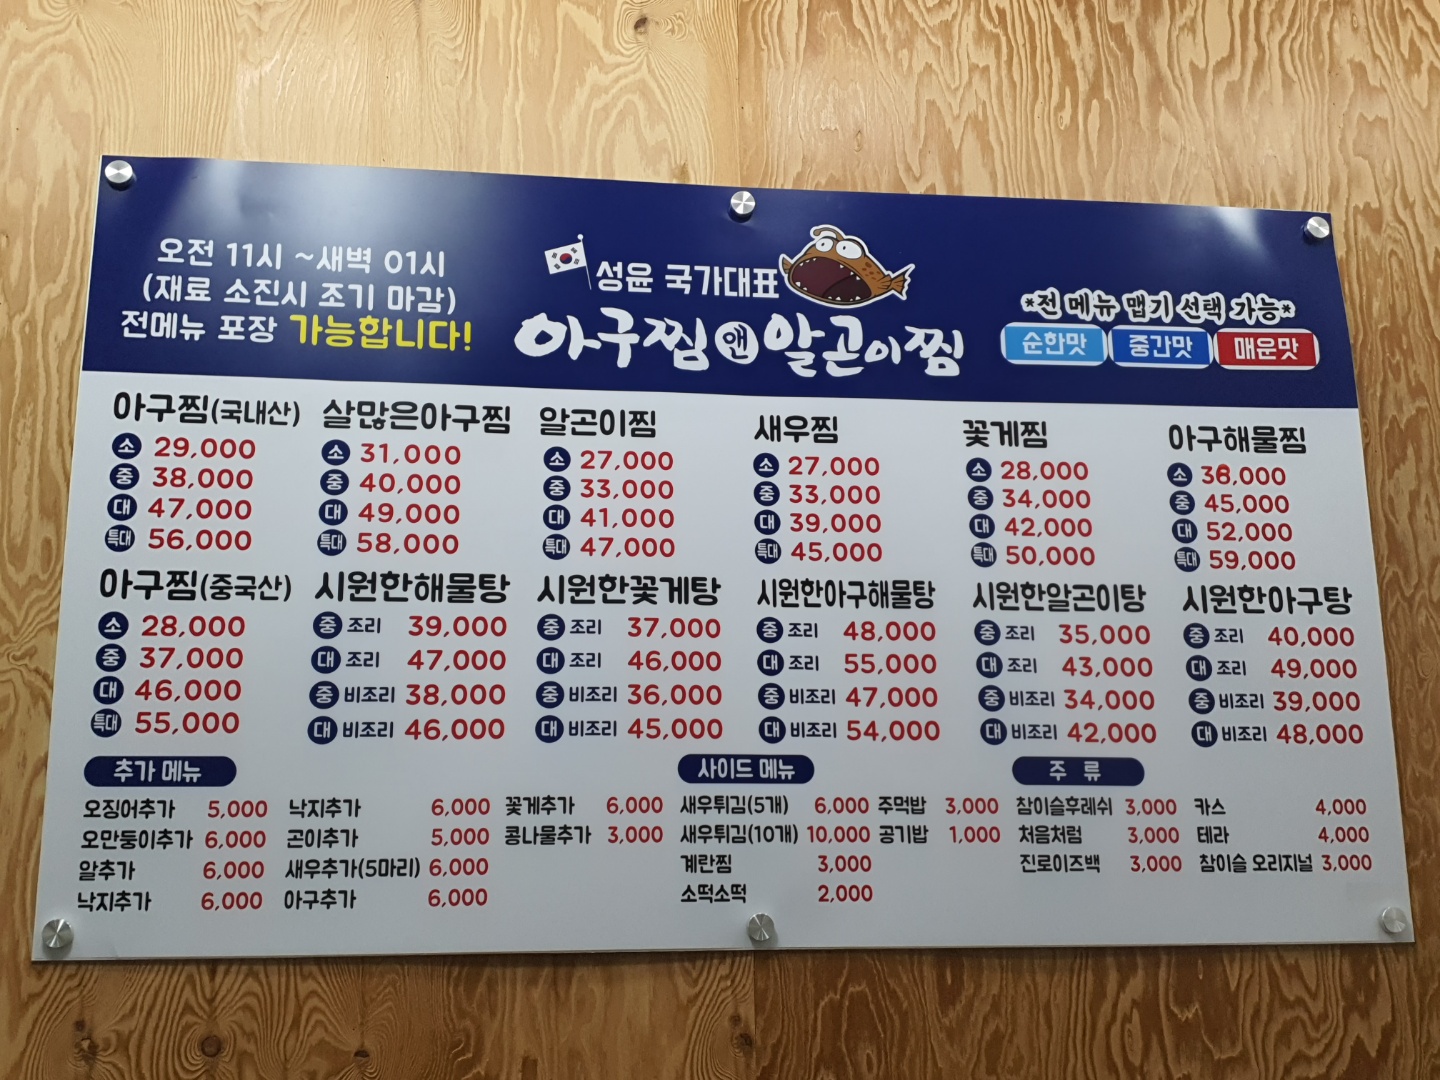 오전 11시 ~새벽 01시
(재료 소진시 조기 마감)
전메뉴 포장 가능합니다!
성윤 국가대표
아구찜앤알곤이찜
*전 메뉴 맵기 선택 가능*
순한맛 중간맛 매운맛
아구찜(국내산)
소 29,000
중 38,000
대 47,000
특대 56,000
살많은아구찜
소 31,000
중 40,000
대 49,000
특대 58,000
알곤이찜
소 27,000
중 33,000
대 41,000
특대 47,000
새우찜
소 27,000
중 33,000
대 39,000
특대 45,000
꽃게찜
소 28,000
중 34,000
대 42,000
특대 50,000
아구해물찜
소 38,000
중 45,000
대 52,000
특대 59,000
아구찜(중국산)
소 28,000
중 37,000
대 46,000
특대 55,000
시원한해물탕
중 조리 39,000
대 조리 47,000
중 비조리 38,000
대 비조리 46,000
시원한꽃게탕
중 조리 37,000
대 조리 46,000
중 비조리 36,000
대 비조리 45,000
시원한아구해물탕
중 조리 48,000
대 조리 55,000
중 비조리 47,000
대 비조리 54,000
시원한알곤이탕
중 조리 35,000
대 조리 43,000
중 비조리 34,000
대 비조리 42,000
시원한아구탕
중 조리 40,000
대 조리 49,000
중 비조리 39,000
대 비조리 48,000
추가 메뉴
오징어추가 5,000
오만둥이추가 6,000
알추가 6,000
낙지추가 6,000
낙지추가 6,000
곤이추가 5,000
새우추가(5마리) 6,000
아구추가 6,000
꽃게추가 6,000
콩나물추가 3,000
사이드 메뉴
새우튀김(5개) 6,000
새우튀김(10개) 10,000
계란찜 3,000
소떡소떡 2,000
주먹밥 3,000
공기밥 1,000
주 류
참이슬후레쉬 3,000
처음처럼 3,000
진로이즈백 3,000
카스 4,000
테라 4,000
참이슬 오리지널 3,000